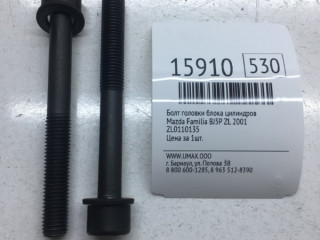 15910 530
Болт головки блока цилиндров
Mazda Familia BJ5P ZL 2001
ZL0110135
Цена за 1шт.
WWW.UMAX.OOO
г. Барнаул, ул. Попова 38
8 800 600-1285, 8 963 512-8390